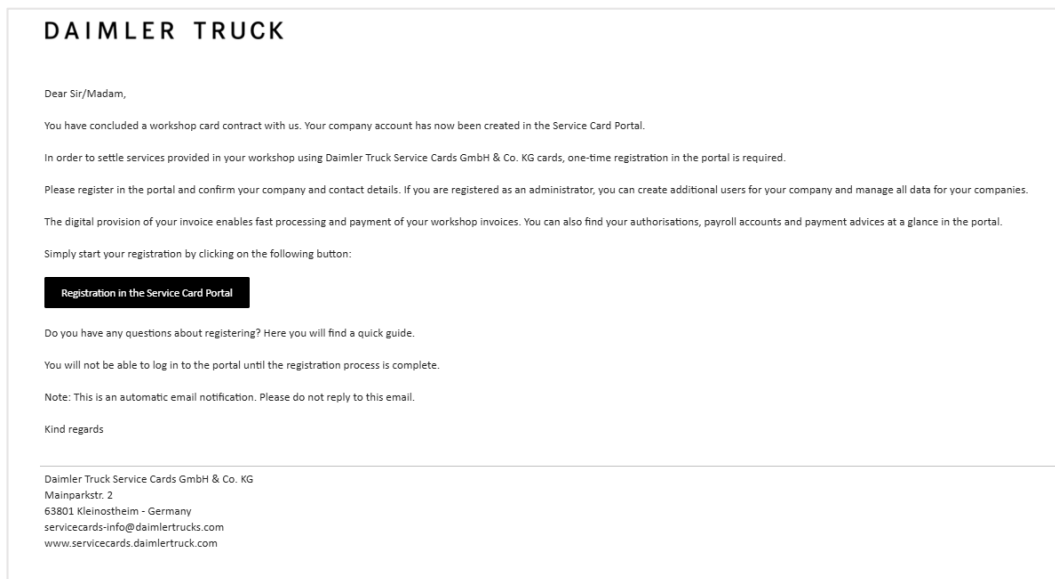 DAIMLER TRUCK
Dear Sir/Madam,
You have concluded a workshop card contract with us. Your company account has now been created in the Service Card Portal.
In order to settle services provided in your workshop using Daimler Truck Service Cards GmbH & Co. KG cards, one-time registration in the portal is required.
Please register in the portal and confirm your company and contact details. If you are registered as an administrator, you can create additional users for your company and manage all data for your companies.
The digital provision of your invoice enables fast processing and payment of your workshop invoices. You can also find your authorisations, payroll accounts and payment advices at a glance in the portal.
Simply start your registration by clicking on the following button:
Registration in the Service Card Portal
Do you have any questions about registering? Here you will find a quick guide.
You will not be able to log in to the portal until the registration process is complete.
Note: This is an automatic email notification. Please do not reply to this email.
Kind regards
Daimler Truck Service Cards GmbH & Co. KG
Mainparkstr. 2
63801 Kleinostheim - Germany
servicecards-info@daimlertrucks.com
www.servicecards.daimlertruck.com